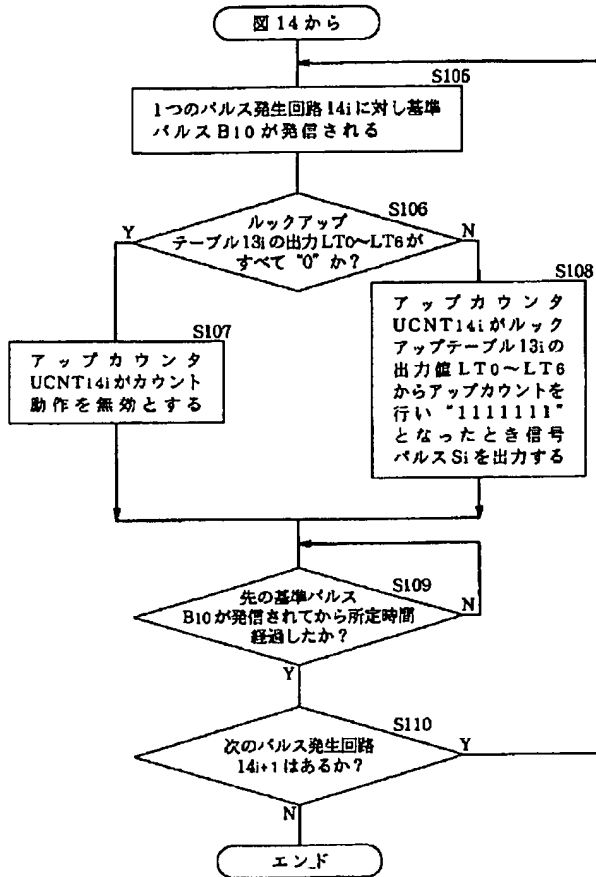 図14から
S105
1つのパルス発生回路14iに対し基準
パルスB10が発信される
S106
Y
N
ルックアップ
テーブル13iの出力LT0〜LT6が
すべて“0”か？
S107
アップカウンタ
UCNT14iがカウント
動作を無効とする
S108
アップカウンタ
UCNT14iがルック
アップテーブル13iの
出力値LT0〜LT6
からアップカウントを
行い“1111111”
となったとき信号
パルスSiを出力する
S109
先の基準パルス
B10が発信されてから所定時間
経過したか？
N
Y
S110
次のパルス発生回路
14i+1はあるか？
Y
N
エンド